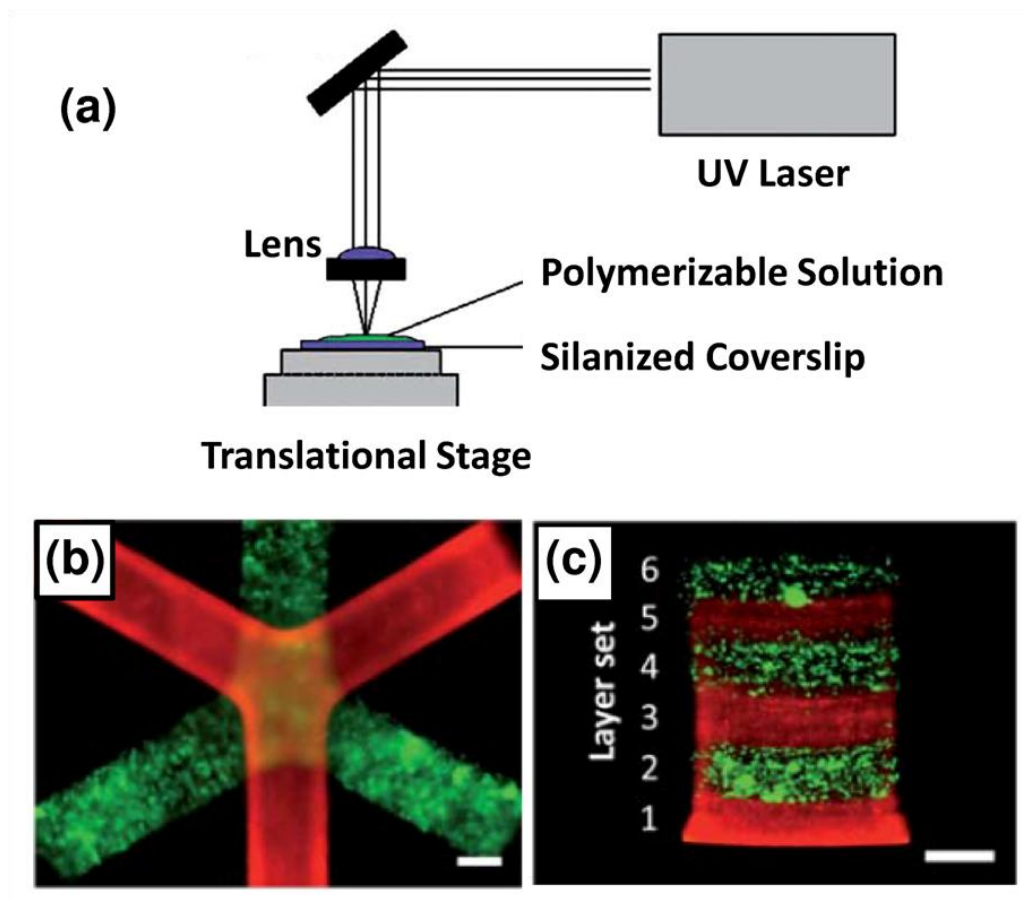 (a)
UV Laser
Lens
Polymerizable Solution
Silanized Coverslip
Translational Stage
(b)
(c)
Layer set
6
5
4
3
2
1